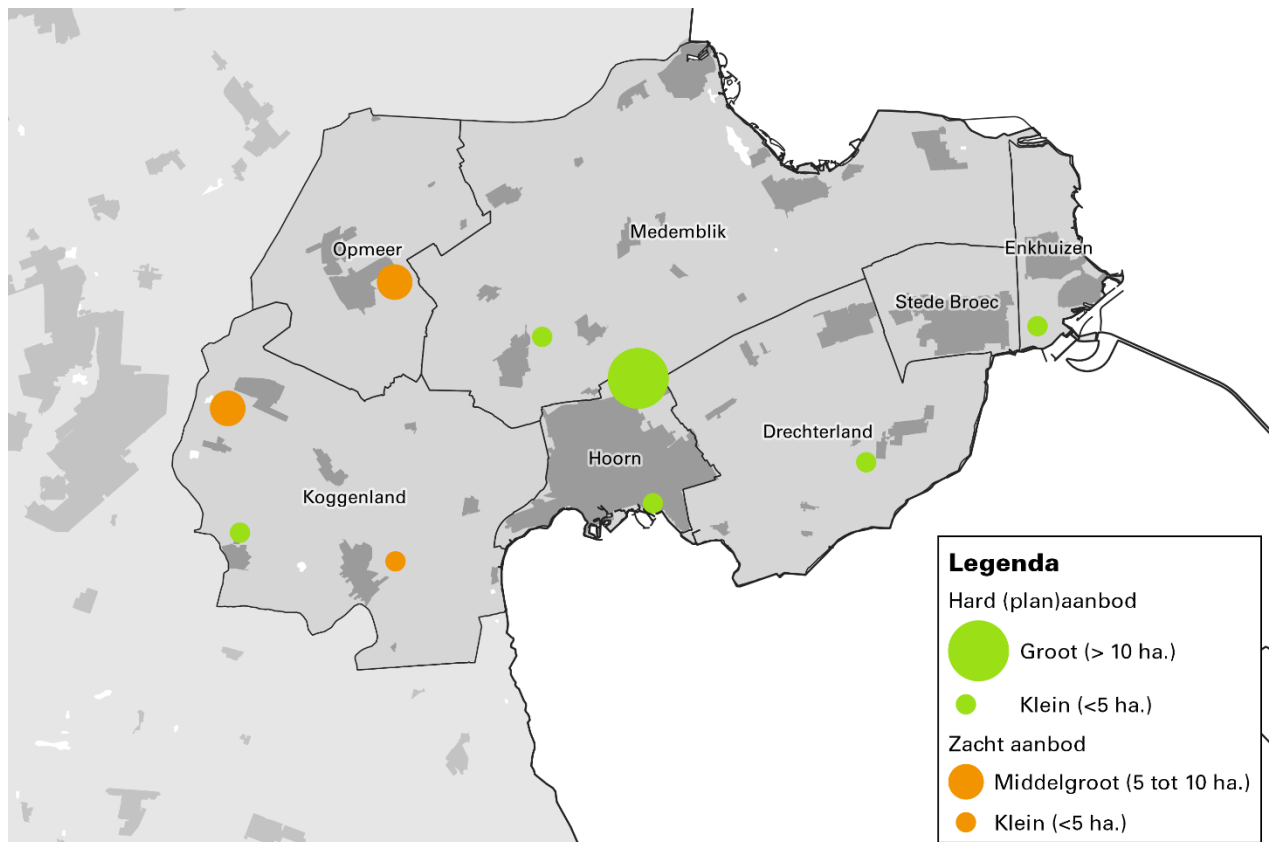 Medemblik
Opmeer
Enkhuizen
Stede Broec
Drechterland
Hoorn
Koggenland
Legenda
Hard (plan)aanbod
Groot (> 10 ha.)
Klein (<5 ha.)
Zacht aanbod
Middelgroot (5 tot 10 ha.)
Klein (<5 ha.)